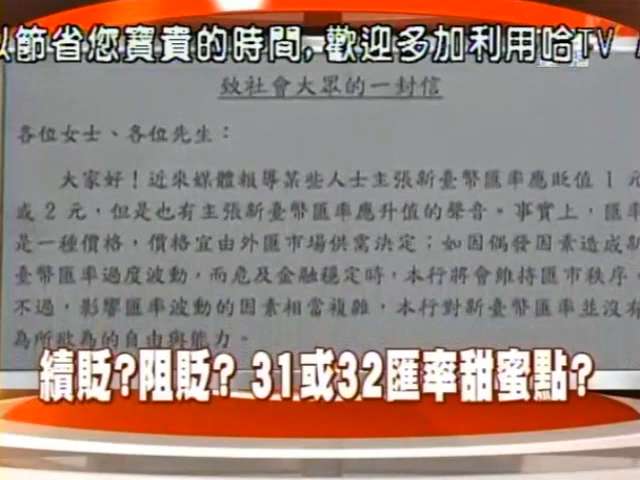 以節省您寶貴的時間,歡迎多加利用哈TV
致社會大眾的一封信
各位女士、各位先生：
大家好！近來媒體報導某些人士主張新臺幣匯率應貶值 1 元
或 2 元，但是也有主張新臺幣匯率應升值的聲音。事實上，匯率
是一種價格，價格宜由外匯市場供需決定；如因偶發因素造成新
臺幣匯率過度波動，而危及金融穩定時，本行將會維持匯市秩序
不過，影響匯率波動的因素相當複雜，本行對新臺幣匯率並沒有
為所欲為的自由與能力。
續貶?阻貶? 31或32匯率甜蜜點?